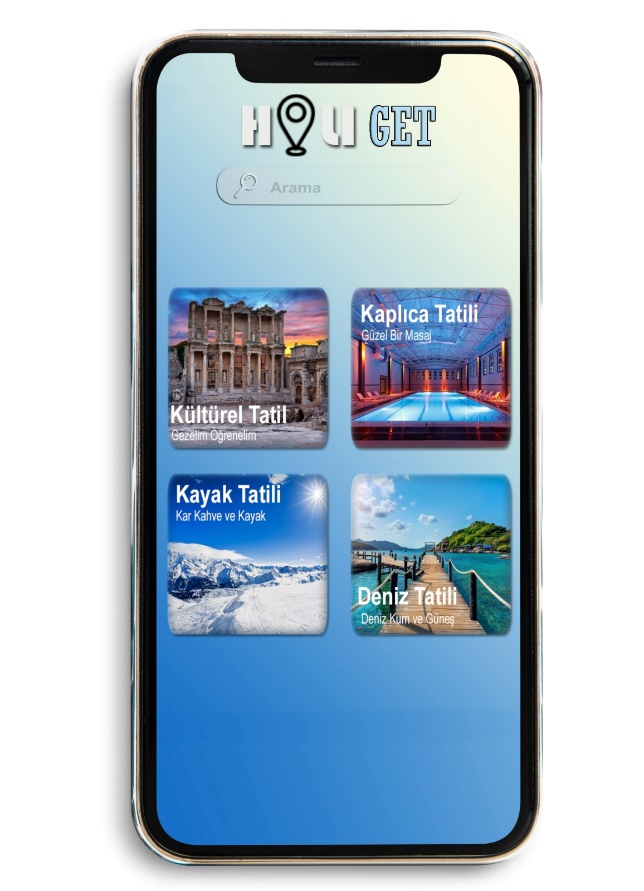 HOLI GET
Arama
Kültürel Tatil
Gezelim Öğrenelim
Kaplıca Tatili
Güzel Bir Masaj
Kayak Tatili
Kar Kahve ve Kayak
Deniz Tatili
Deniz Kum ve Güneş